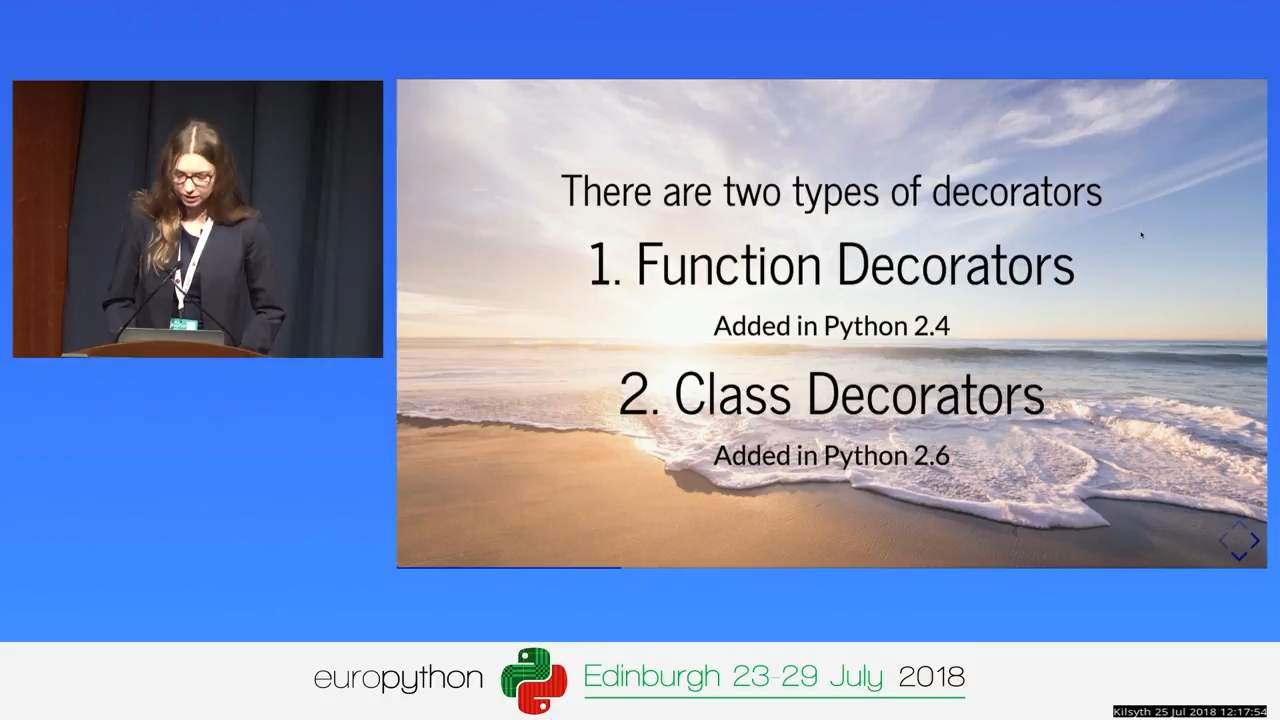 There are two types of decorators
1. Function Decorators
Added in Python 2.4
2. Class Decorators
Added in Python 2.6
europython Edinburgh 23-29 July 2018
Kilsyth 25 Jul 2018 12:17:54